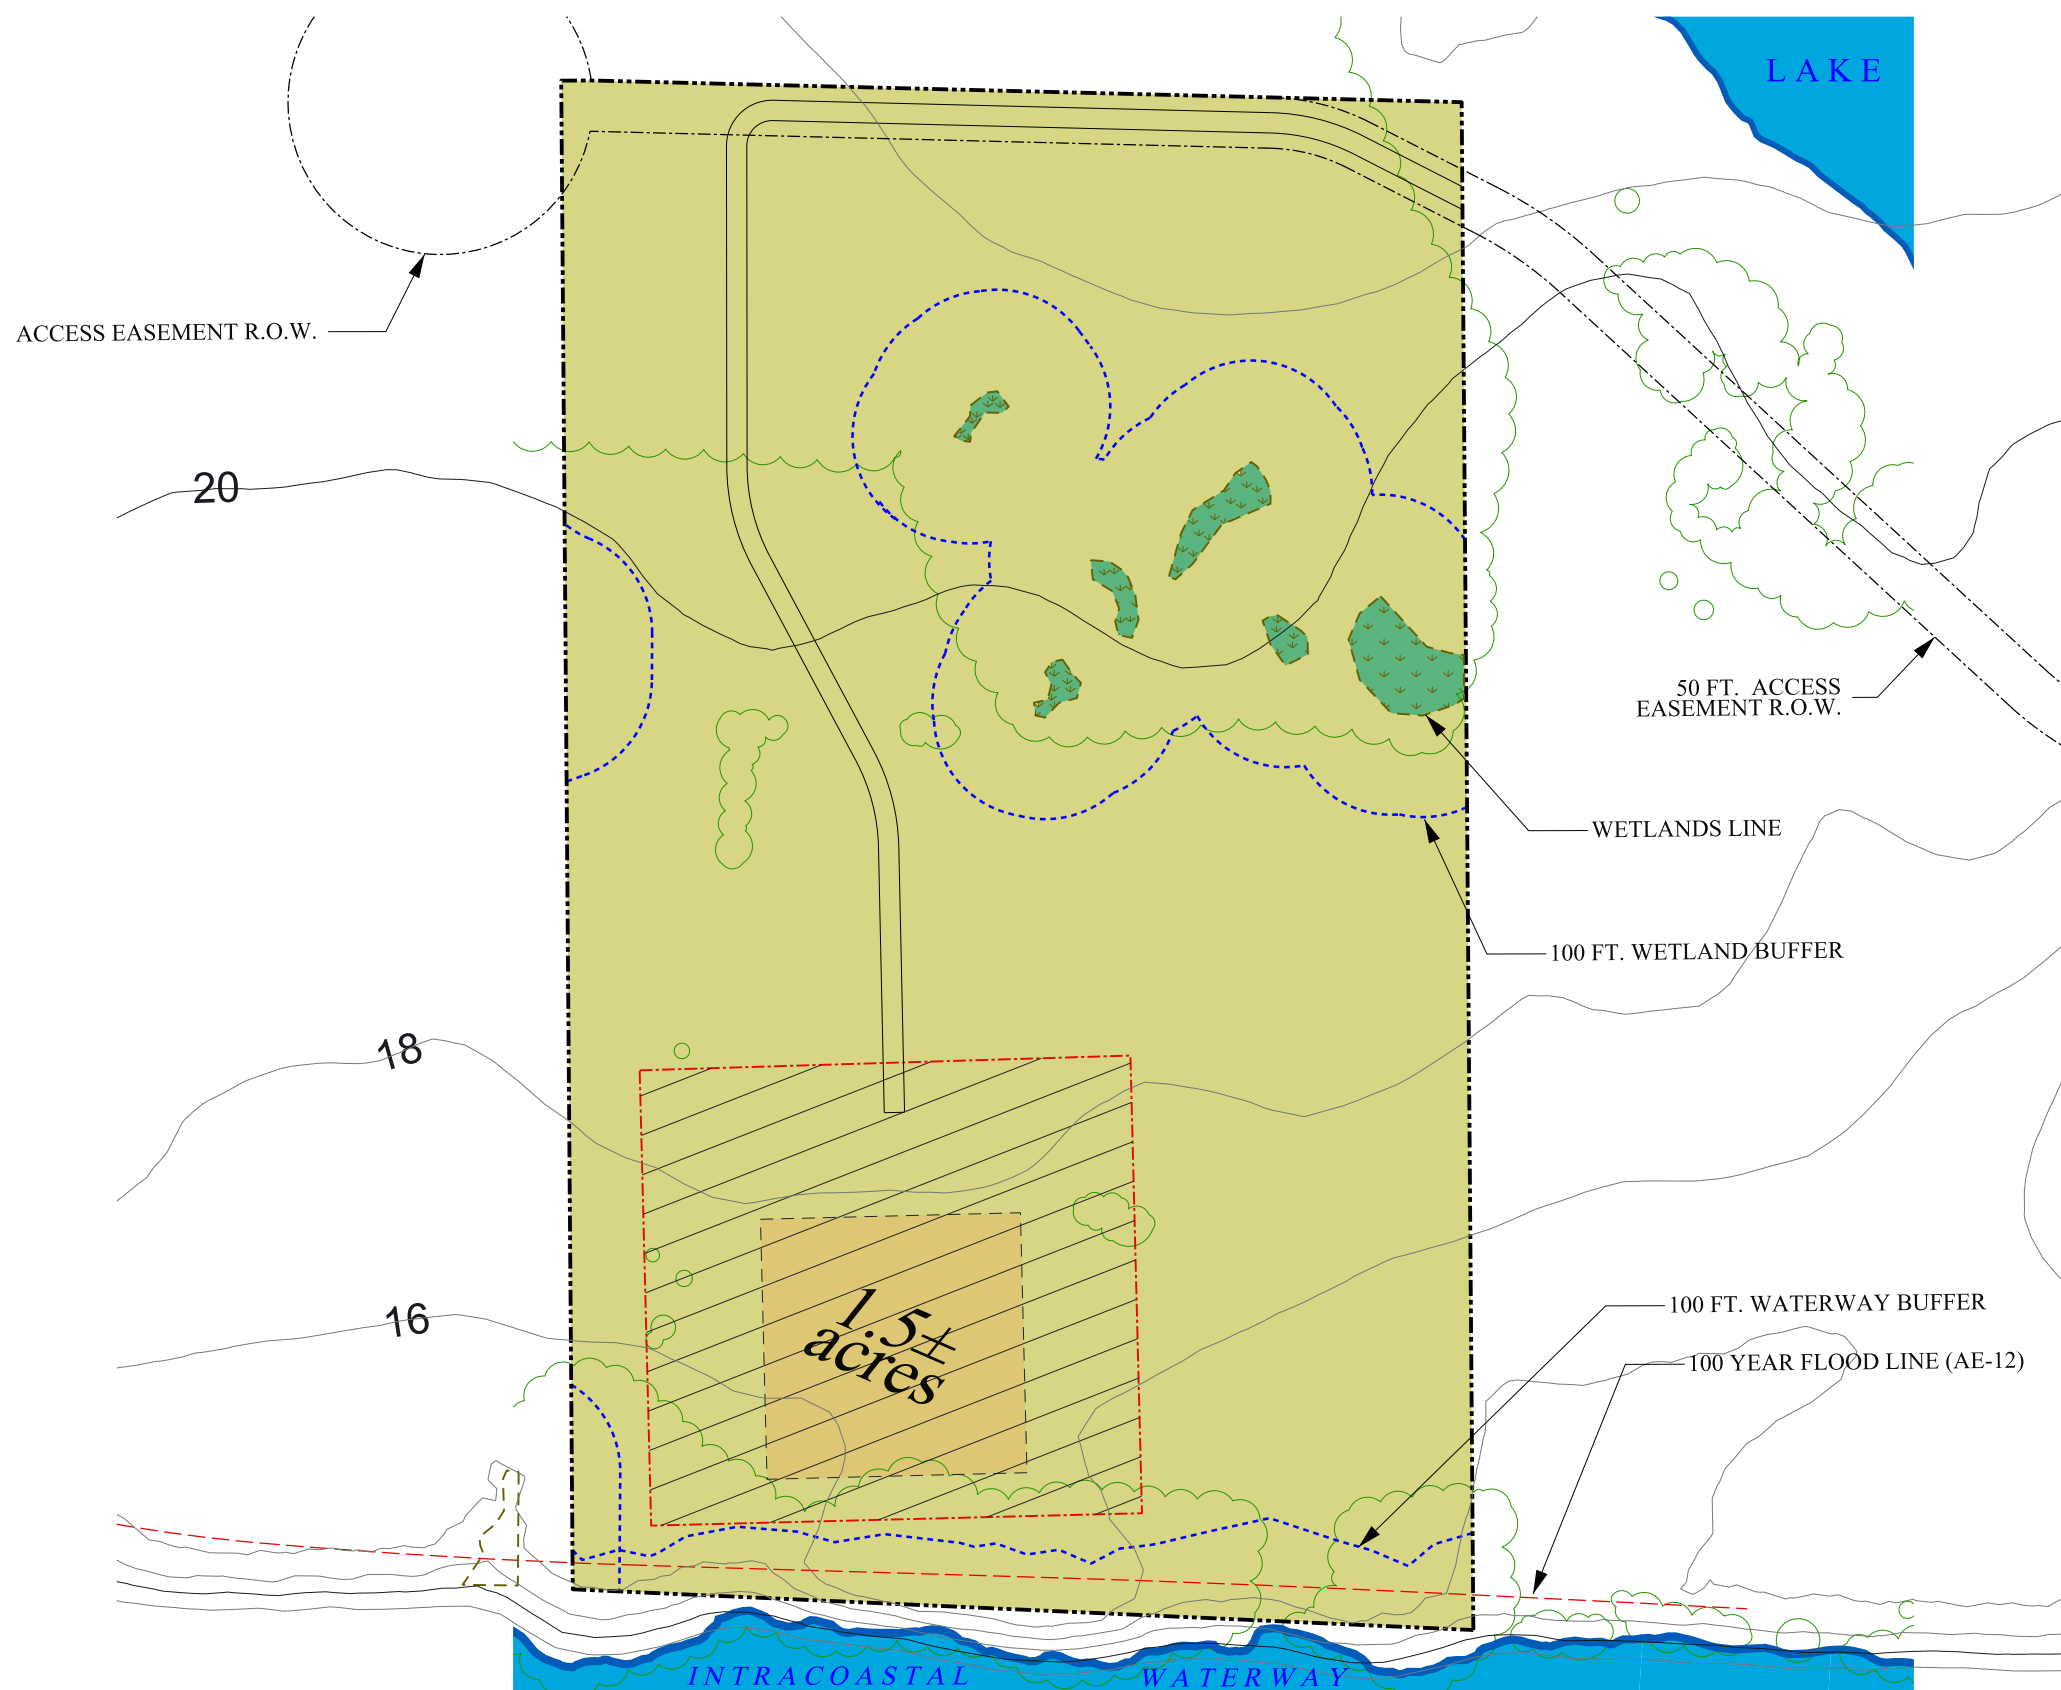 LAKE
ACCESS EASEMENT R.O.W.
20
50 FT. ACCESS
EASEMENT R.O.W.
WETLANDS LINE
100 FT. WETLAND BUFFER
18
16
1.5±
acres
100 FT. WATERWAY BUFFER
100 YEAR FLOOD LINE (AE-12)
INTRACOASTAL WATERWAY